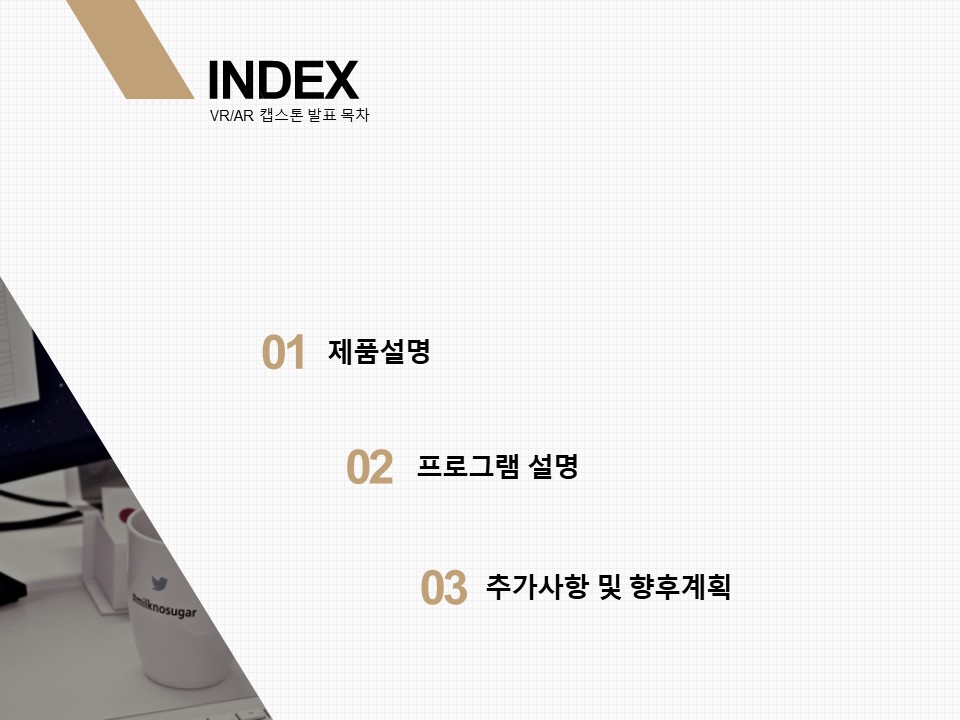 INDEX
VR/AR 캡스톤 발표 목차
01 제품설명
02 프로그램 설명
03 추가사항 및 향후계획
#milknosugar